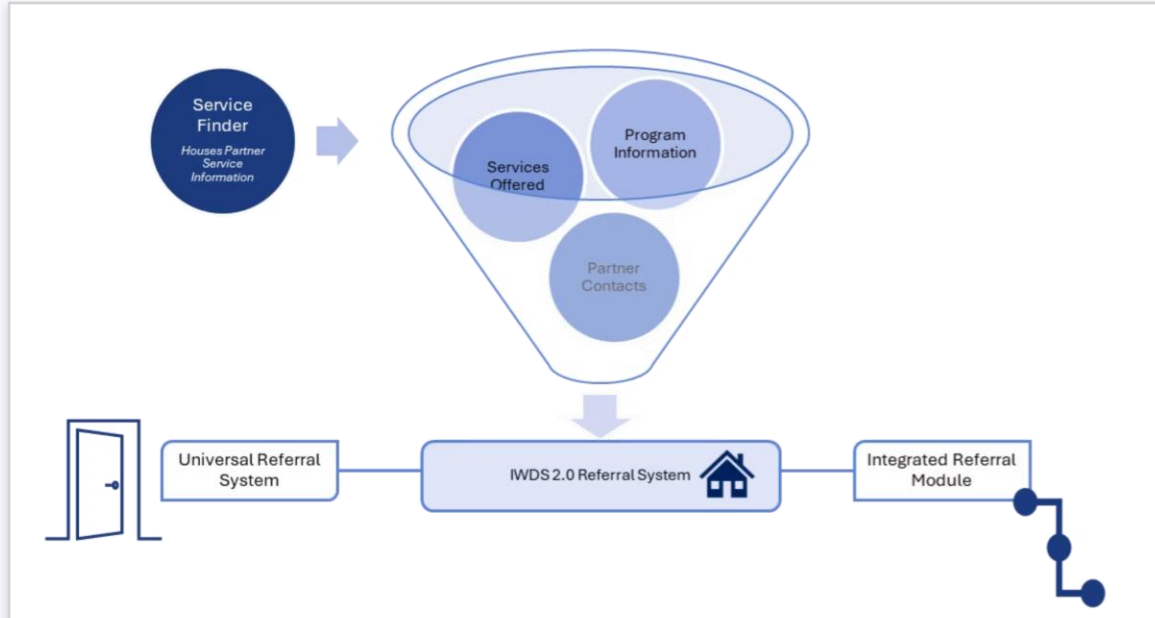 Service
Finder
Houses Partner
Service
Information
Services
Offered
Program
Information
Partner
Contacts
Universal Referral
System
IWDS 2.0 Referral System
Integrated Referral
Module